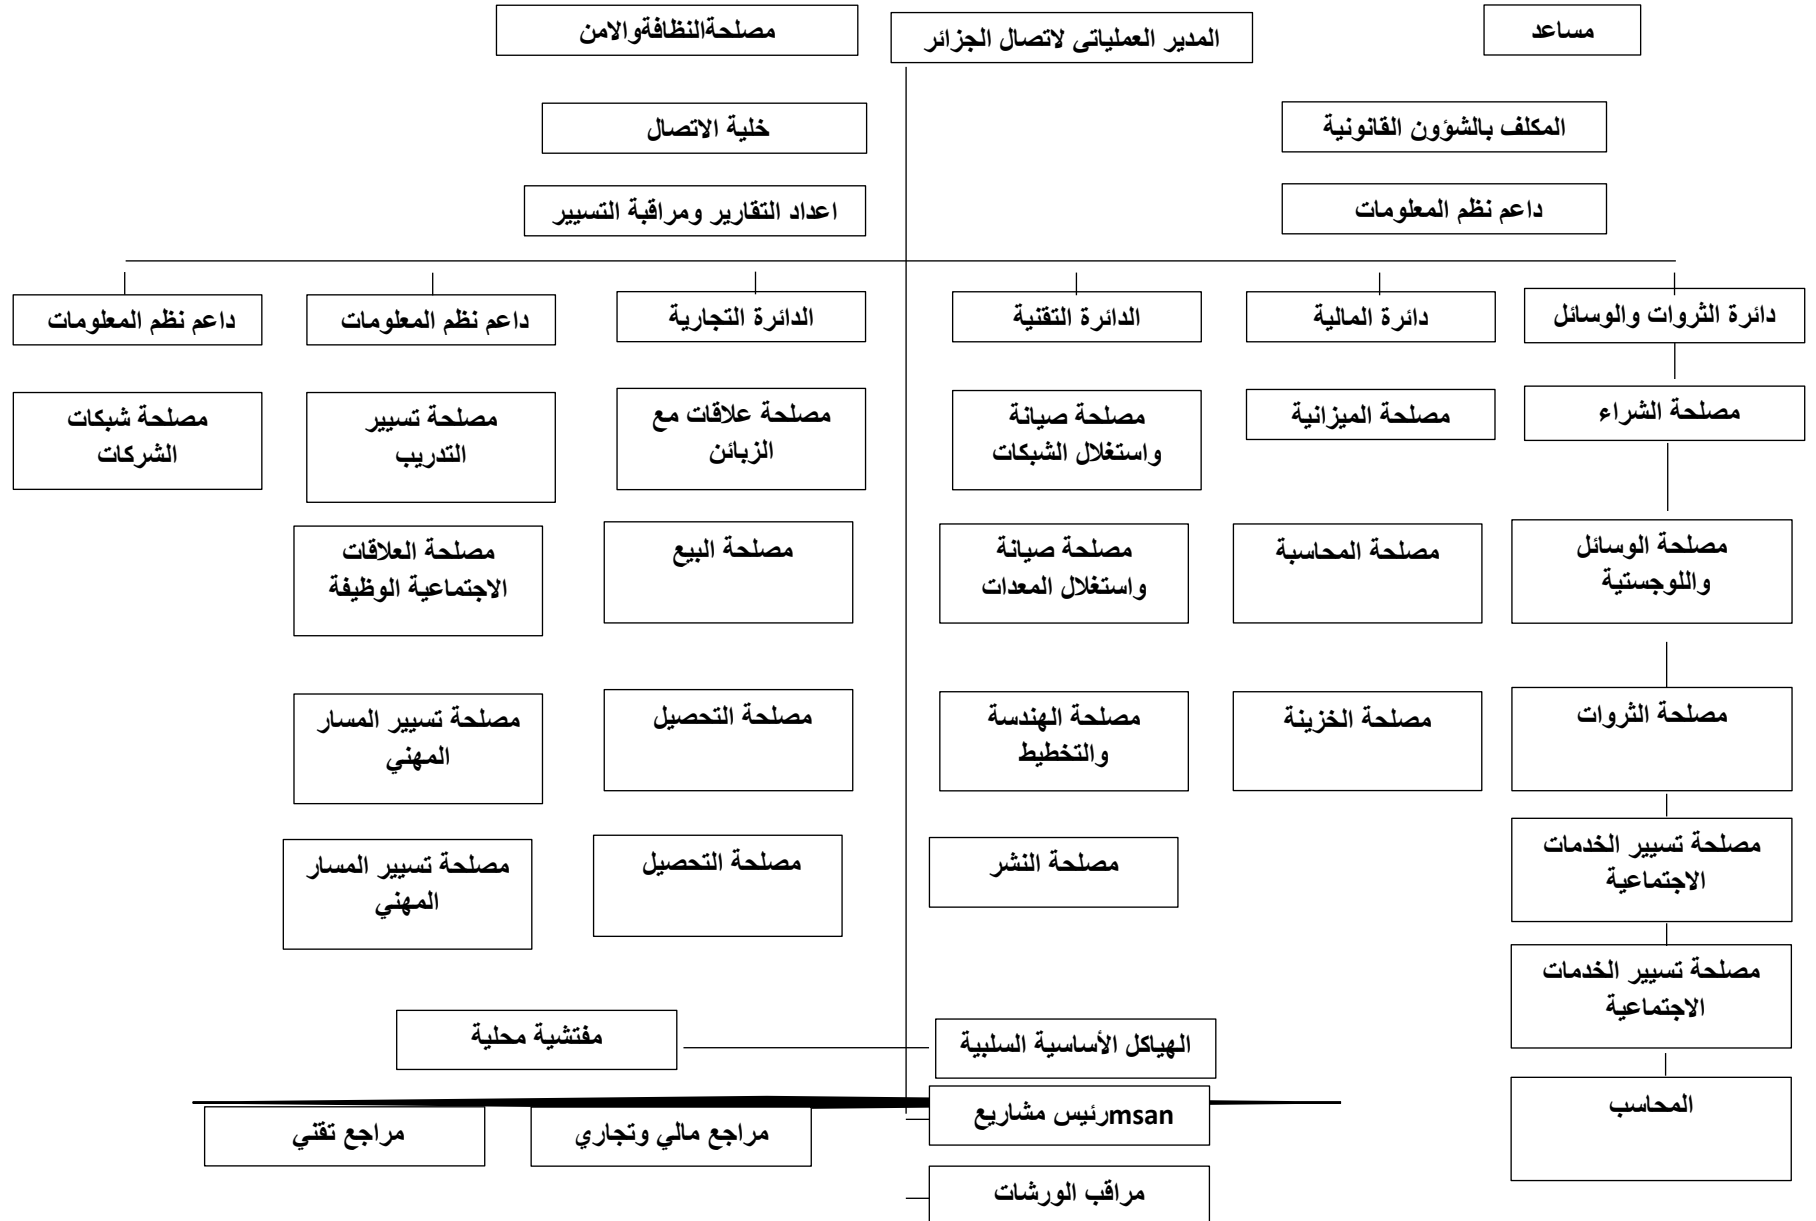 مساعد
المدير العملياتى لاتصال الجزائر
مصلحةالنظافةوالامن
المكلف بالشؤون القانونية
خلية الاتصال
داعم نظم المعلومات
اعداد التقارير ومراقبة التسيير
دائرة الثروات والوسائل
دائرة المالية
الدائرة التقنية
الدائرة التجارية
داعم نظم المعلومات
داعم نظم المعلومات
مصلحة الشراء
مصلحة الميزانية
مصلحة صيانة
واستغلال الشبكات
مصلحة علاقات مع
الزبائن
مصلحة تسيير
التدريب
مصلحة شبكات
الشركات
مصلحة الوسائل
واللوجستية
مصلحة المحاسبة
مصلحة صيانة
واستغلال المعدات
مصلحة البيع
مصلحة العلاقات
الاجتماعية الوظيفة
مصلحة الثروات
مصلحة الخزينة
مصلحة الهندسة
والتخطيط
مصلحة التحصيل
مصلحة تسيير المسار
المهني
مصلحة تسيير الخدمات
الاجتماعية
مصلحة النشر
مصلحة التحصيل
مصلحة تسيير المسار
المهني
مصلحة تسيير الخدمات
الاجتماعية
الهياكل الأساسية السلبية
مفتشية محلية
المحاسب
msanرئيس مشاريع
مراجع مالي وتجاري
مراجع تقني
مراقب الورشات